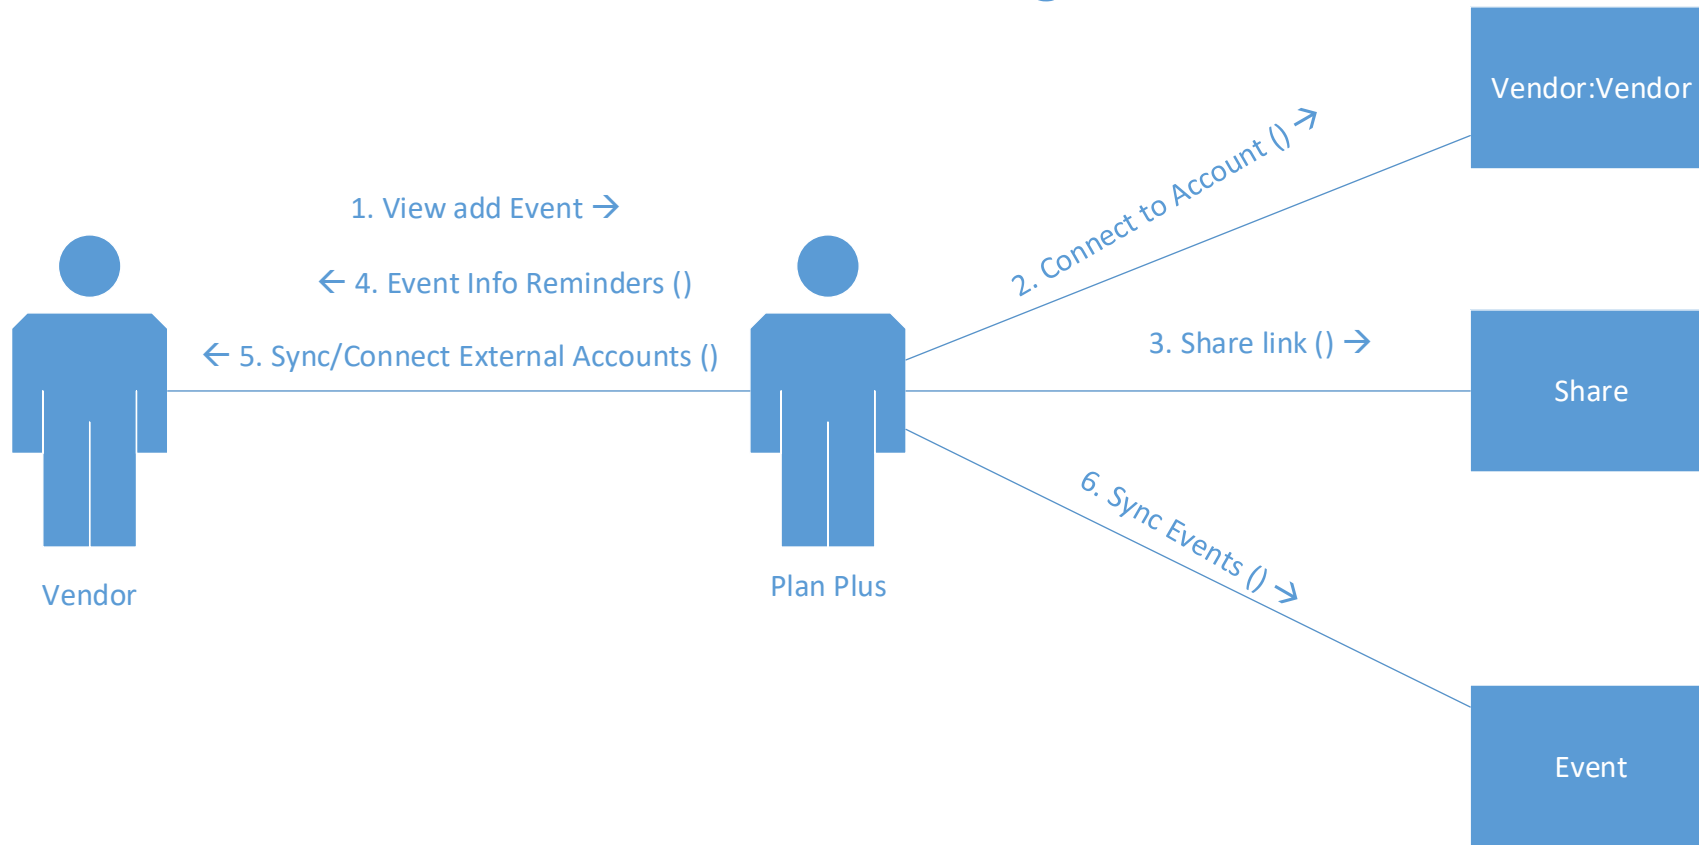 Vendor:Vendor
2. Connect to Account () →
1. View add Event →
← 4. Event Info Reminders ()
← 5. Sync/Connect External Accounts ()
3. Share link () →
Share
6. Sync Events () →
Vendor
Plan Plus
Event